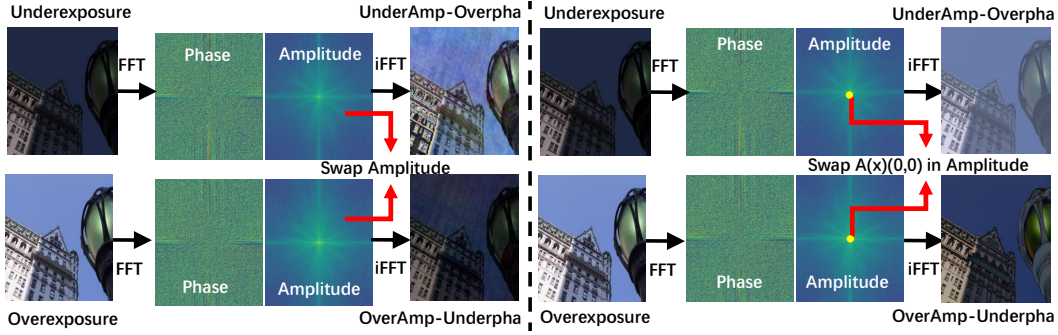 Underexposure
UnderAmp-Overpha
FFT
Phase
Amplitude
iFFT
Swap Amplitude
FFT
Phase
Amplitude
iFFT
Overexposure
OverAmp-Underpha
Underexposure
UnderAmp-Overpha
FFT
Phase
Amplitude
iFFT
Swap A(x)(0,0) in Amplitude
FFT
Phase
Amplitude
iFFT
Overexposure
OverAmp-Underpha